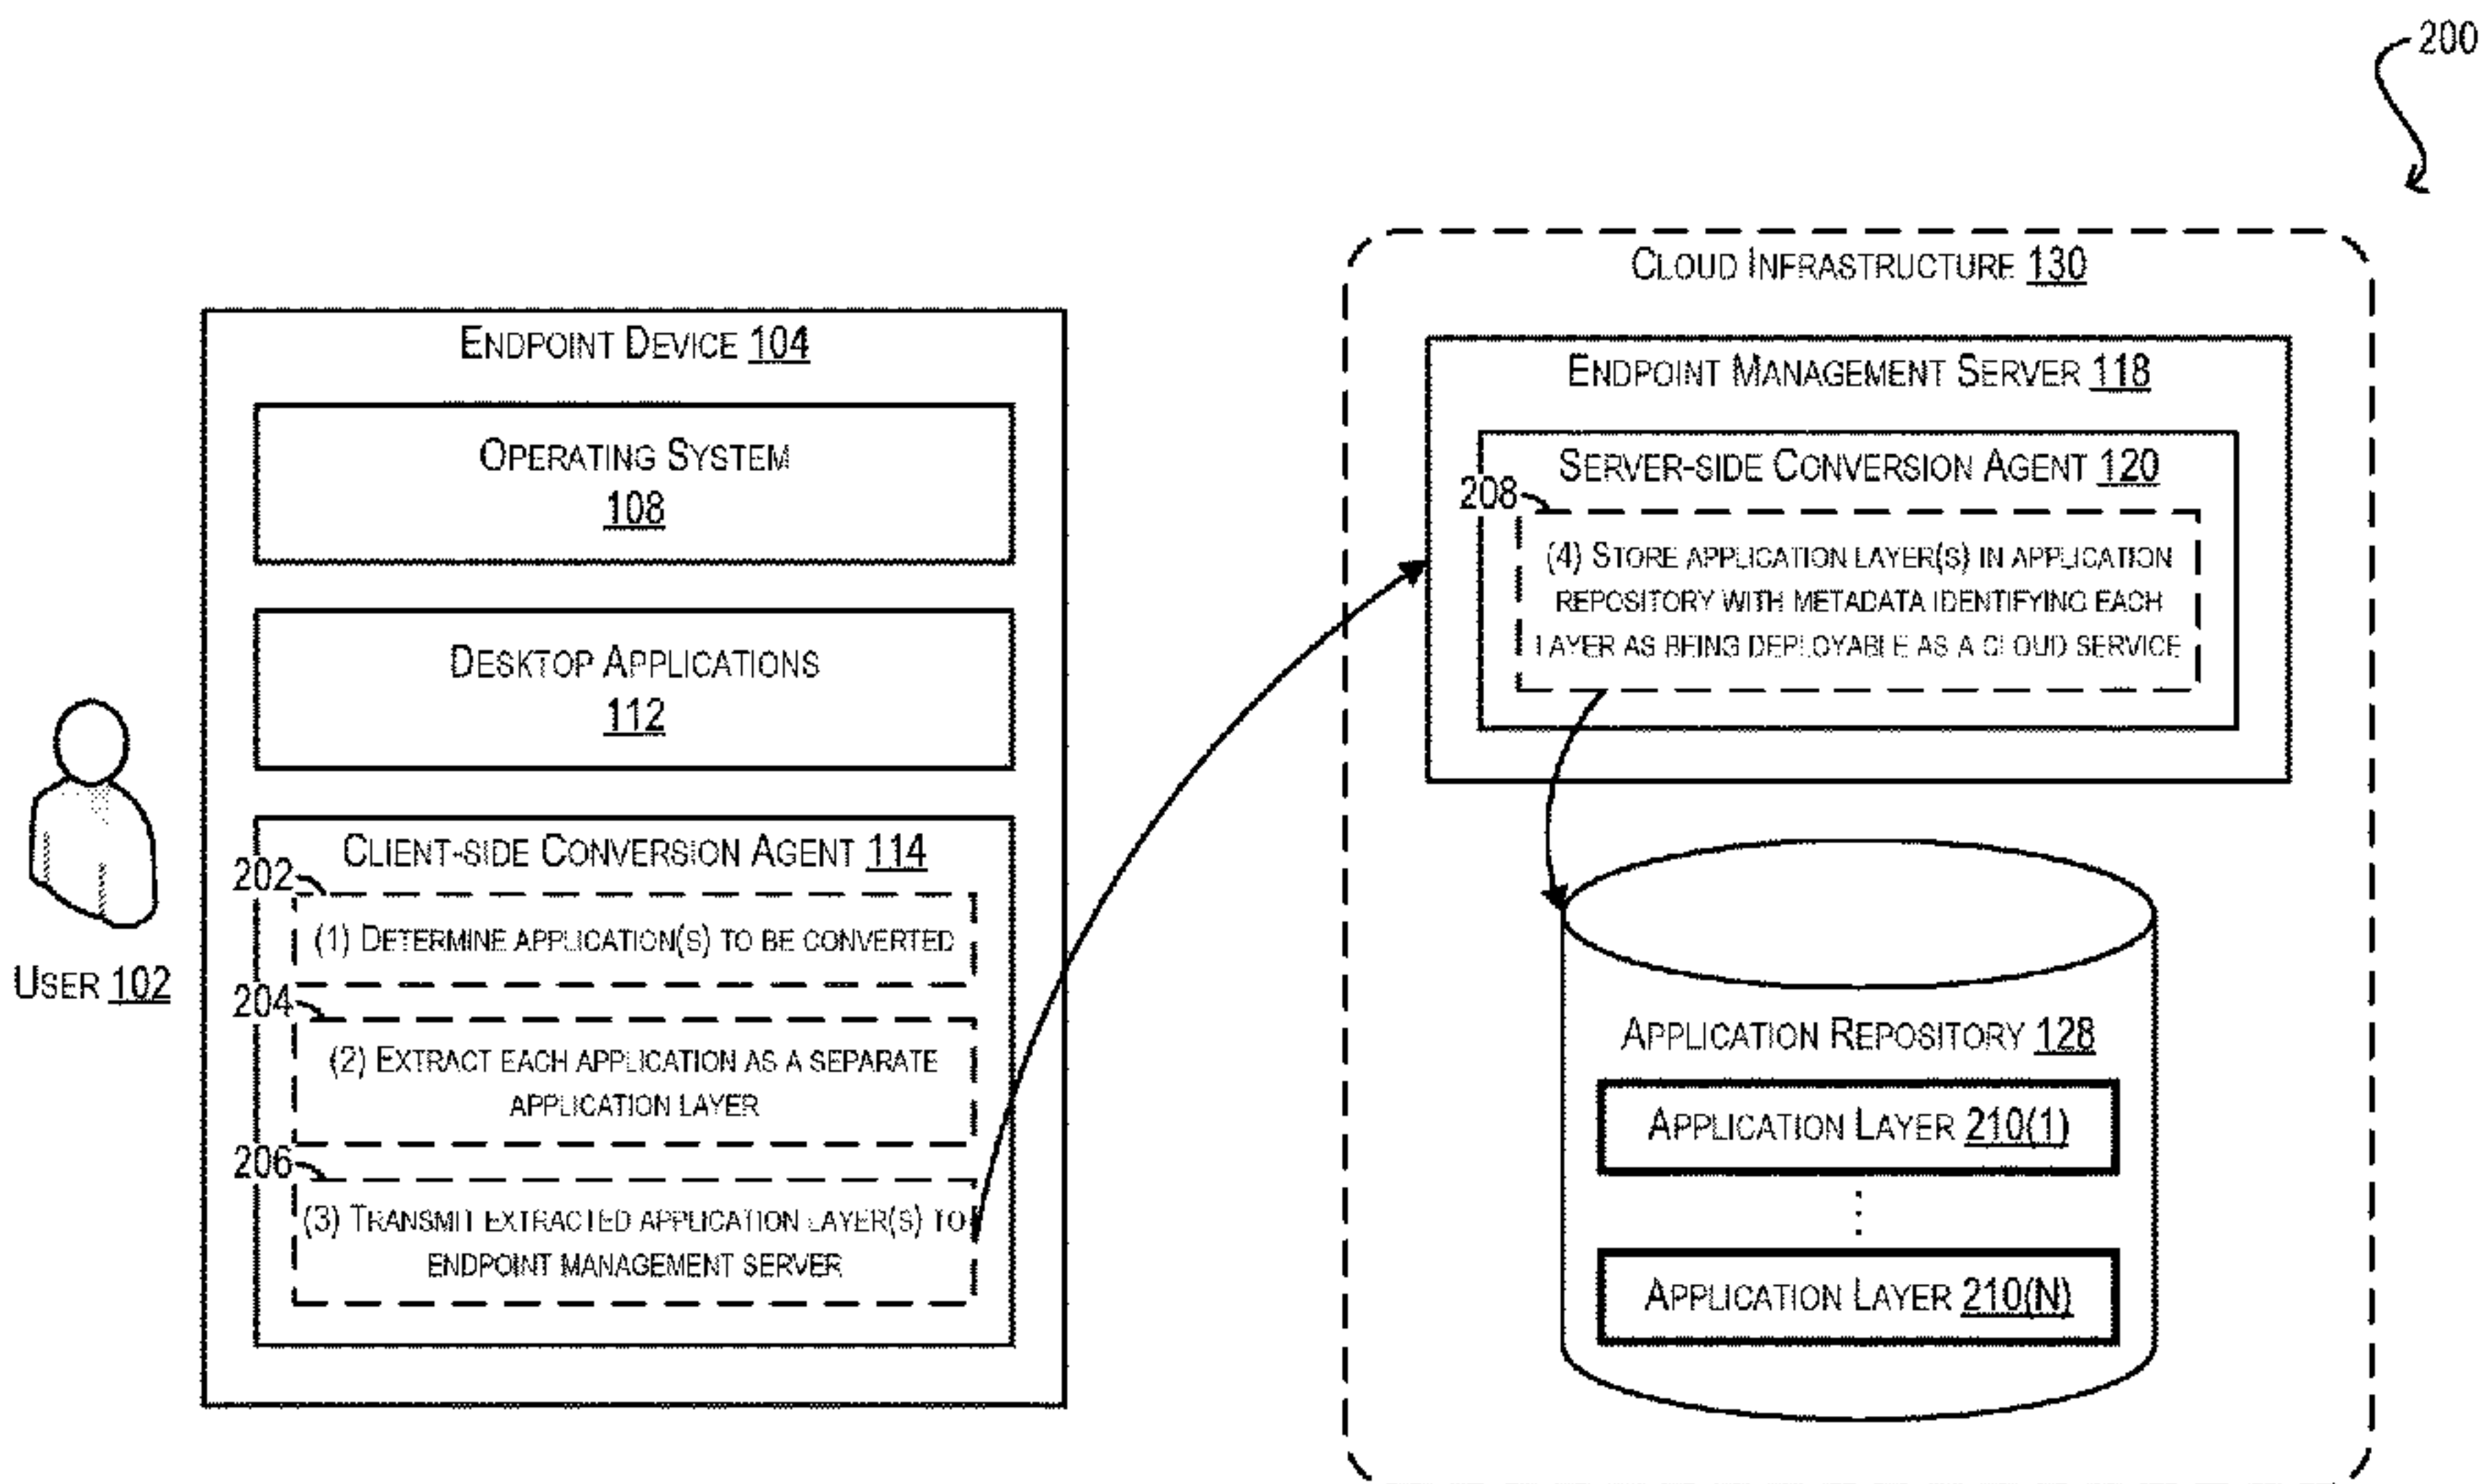 200
CLOUD INFRASTRUCTURE 130
ENDPOINT DEVICE 104
OPERATING SYSTEM
108
DESKTOP APPLICATIONS
112
CLIENT-SIDE CONVERSION AGENT 114
202
(1) DETERMINE APPLICATION(S) TO BE CONVERTED
204
(2) EXTRACT EACH APPLICATION AS A SEPARATE
APPLICATION LAYER
206
(3) TRANSMIT EXTRACTED APPLICATION LAYER(S) TO
ENDPOINT MANAGEMENT SERVER
USER 102
ENDPOINT MANAGEMENT SERVER 118
SERVER-SIDE CONVERSION AGENT 120
208
(4) STORE APPLICATION LAYER(S) IN APPLICATION
REPOSITORY WITH METADATA IDENTIFYING EACH
LAYER AS BEING DEPLOYABLE AS A CLOUD SERVICE
APPLICATION REPOSITORY 128
APPLICATION LAYER 210(1)
APPLICATION LAYER 210(N)